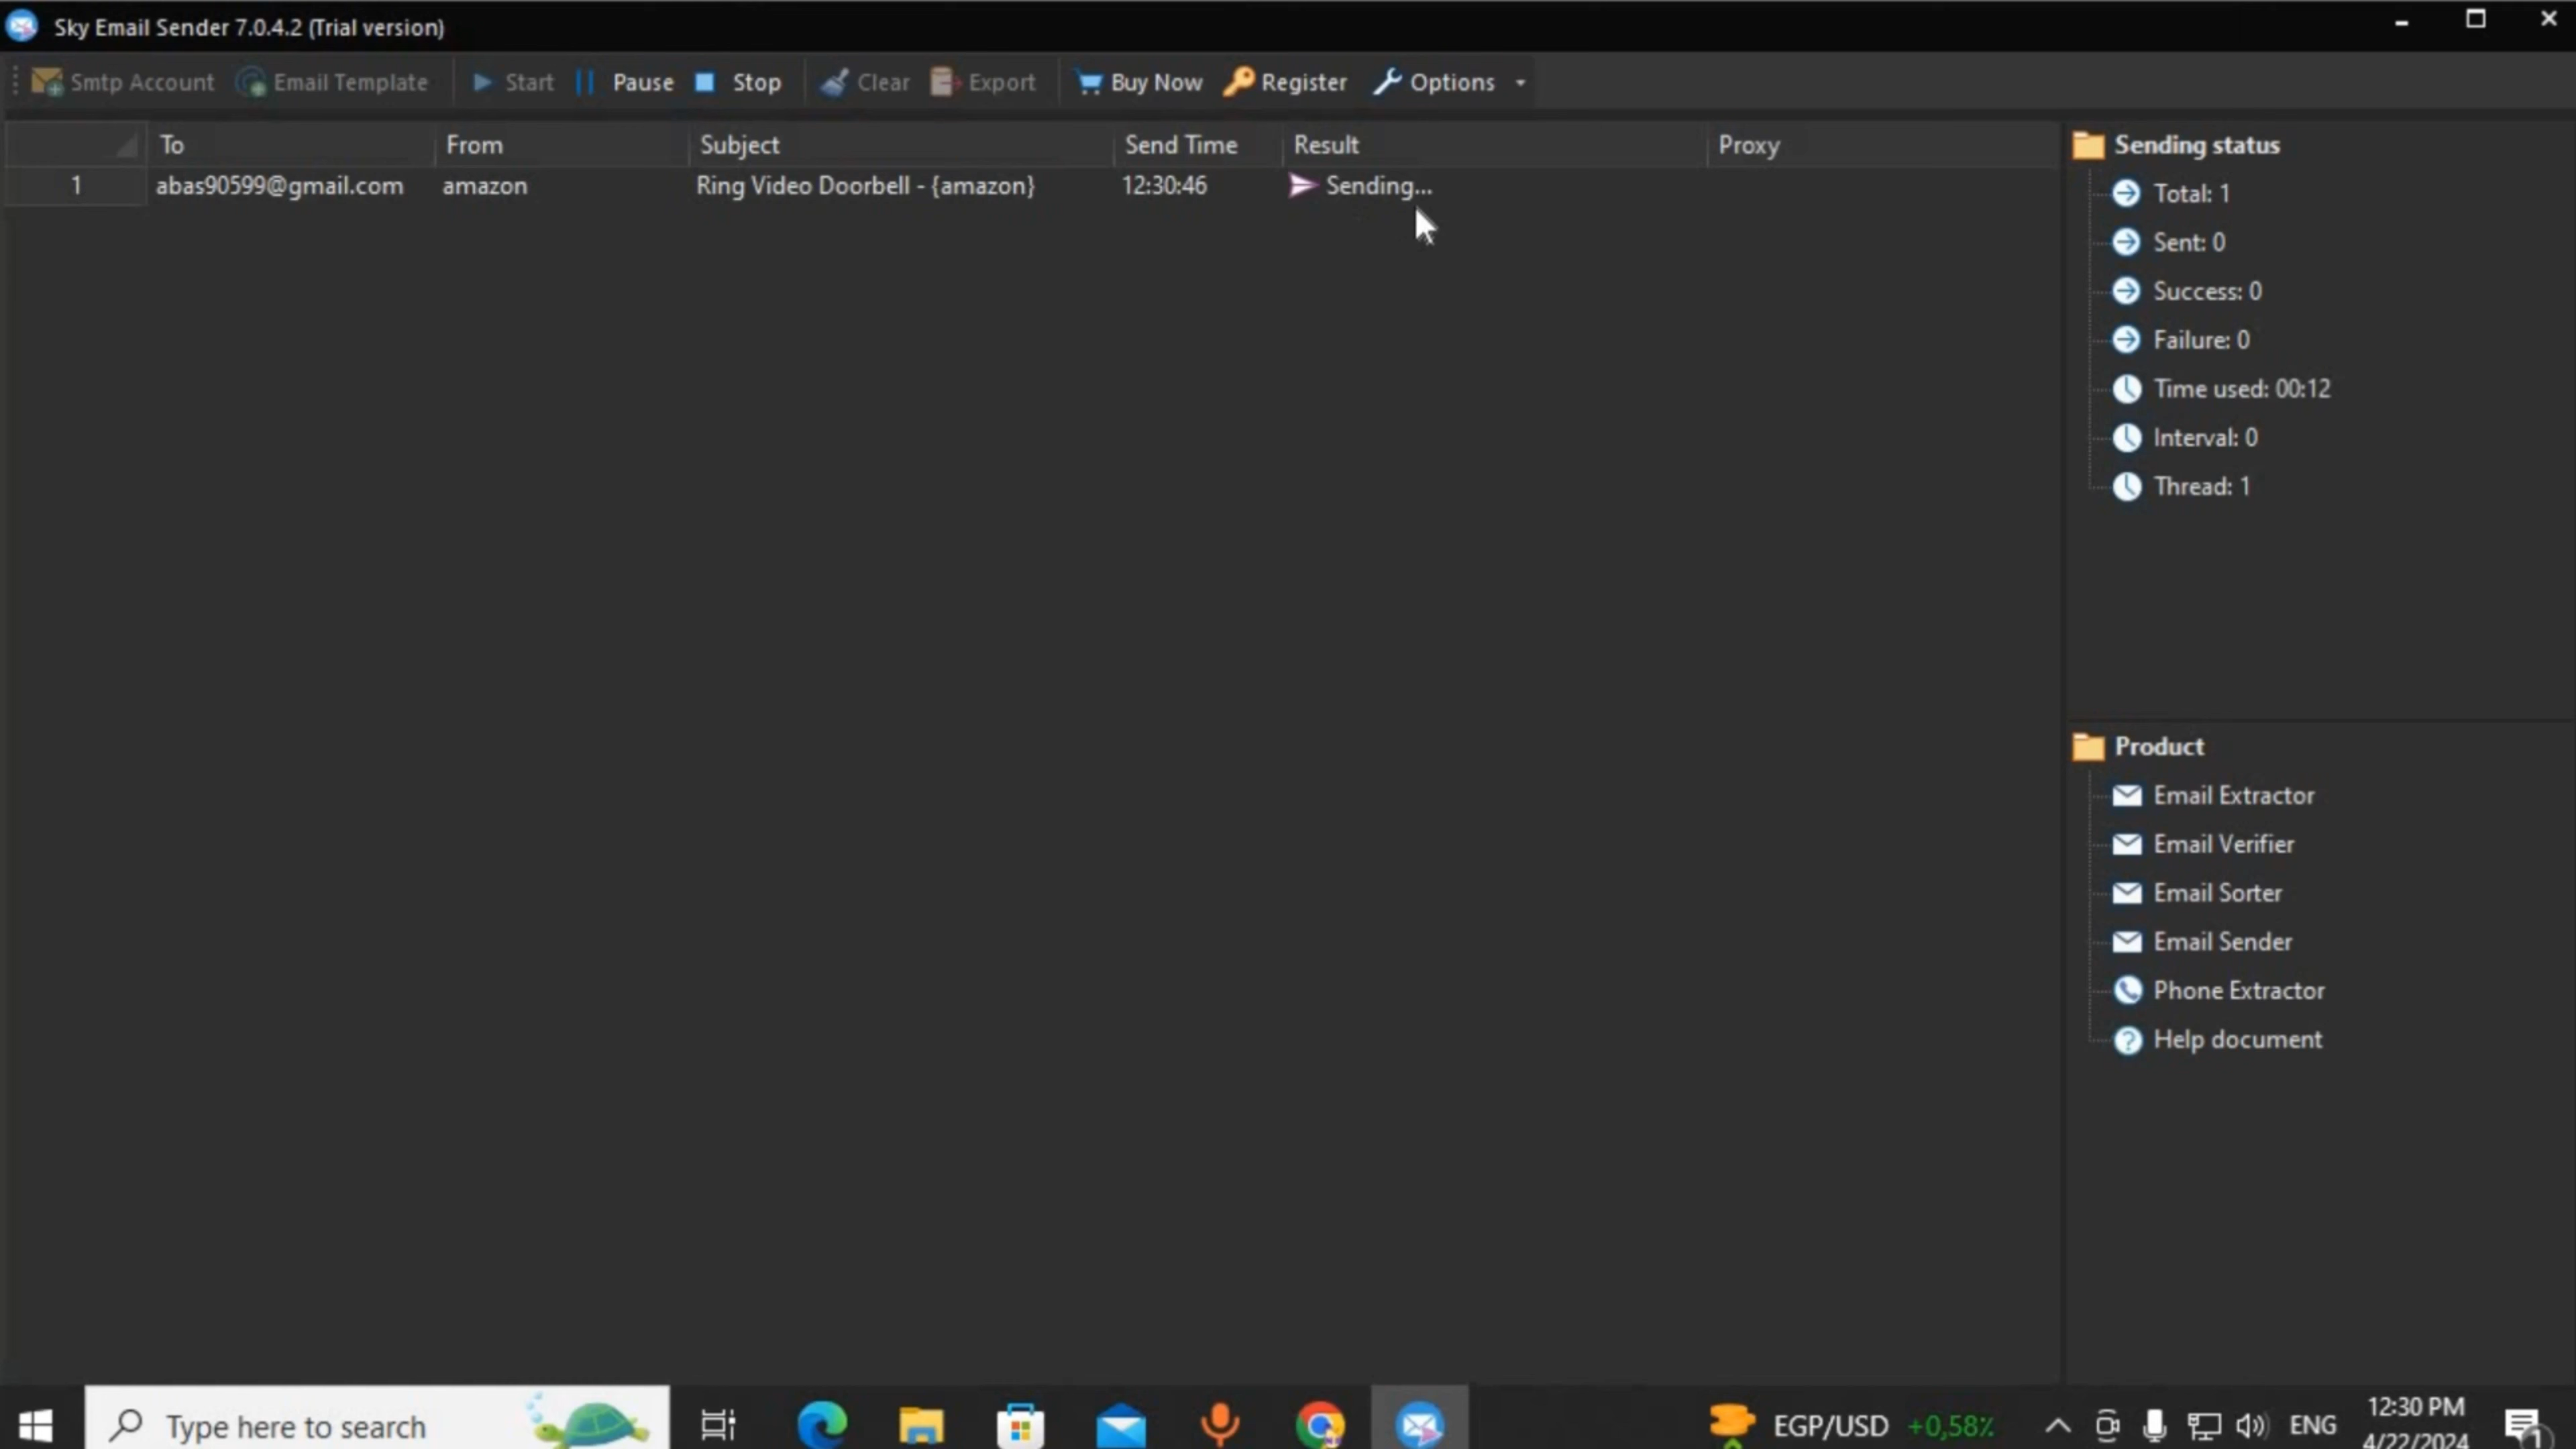 Sky Email Sender 7.0.4.2 (Trial version)
Smtp Account Email Template Start Pause Stop Clear Export Buy Now Register Options
To From Subject Send Time Result Proxy
1 abas90599@gmail.com amazon Ring Video Doorbell - {amazon} 12:30:46 Sending...
Sending status
Total: 1
Sent: 0
Success: 0
Failure: 0
Time used: 00:12
Interval: 0
Thread: 1
Product
Email Extractor
Email Verifier
Email Sorter
Email Sender
Phone Extractor
Help document
Type here to search
EGP/USD +0,58%
ENG
12:30 PM
4/22/2024
1